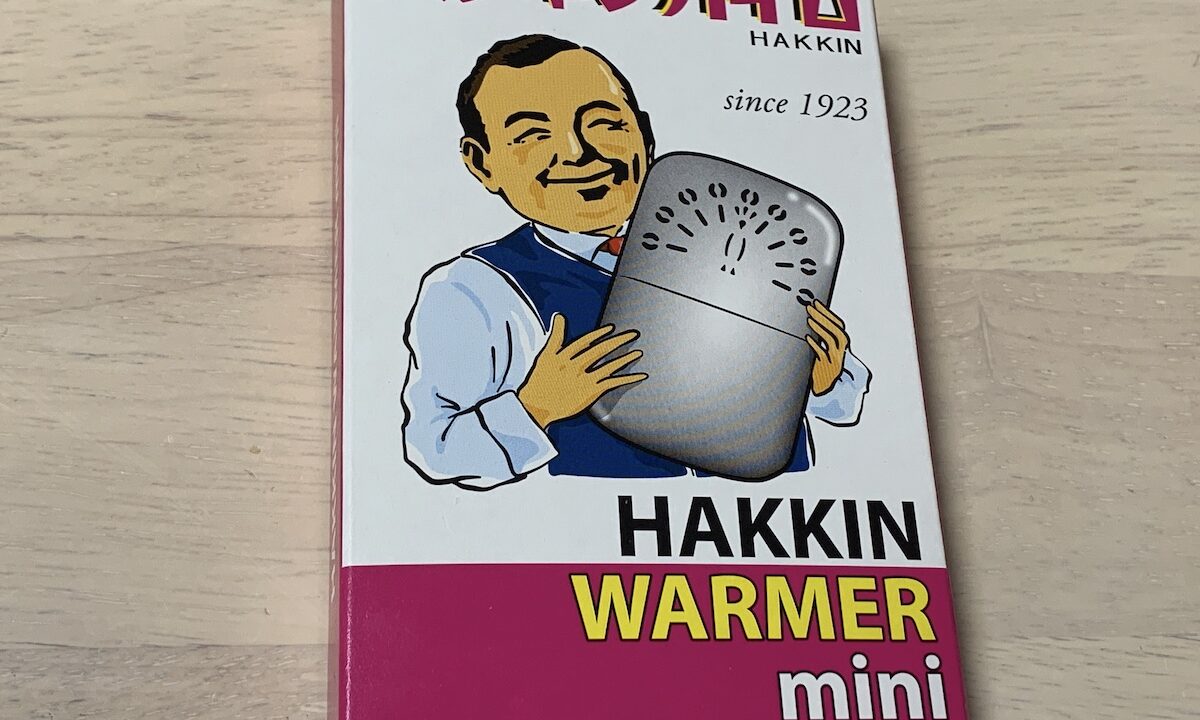 HAKKIN
since 1923
HAKKIN
WARMER
mini